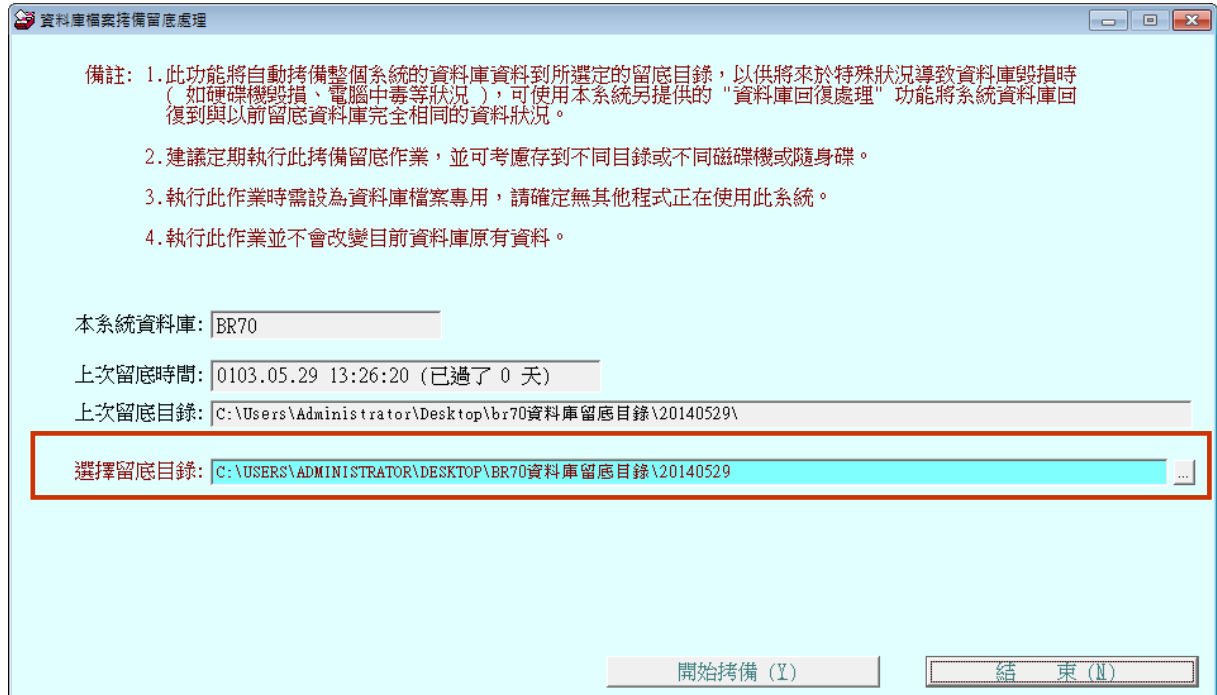 資料庫檔案拷備留底處理
備註: 1.此功能將自動拷備整個系統的資料庫資料到所選定的留底目錄，以供將來於特殊狀況導致資料庫毀損時
( 如硬碟機毀損、電腦中毒等狀況 )，可使用本系統另提供的 "資料庫回復處理" 功能將系統資料庫回
復到與以前留底資料庫完全相同的資料狀況。
2.建議定期執行此拷備留底作業，並可考慮存到不同目錄或不同磁碟機或隨身碟。
3.執行此作業時需設為資料庫檔案專用，請確定無其他程式正在使用此系統。
4.執行此作業並不會改變目前資料庫原有資料。
本系統資料庫: BR70
上次留底時間: 0103.05.29 13:26:20 (已過了 0 天)
上次留底目錄: C:\Users\Administrator\Desktop\br70資料庫留底目錄\20140529\
選擇留底目錄: C:\USERS\ADMINISTRATOR\DESKTOP\BR70資料庫留底目錄\20140529 ...
開始拷備 (Y) 結 束 (N)